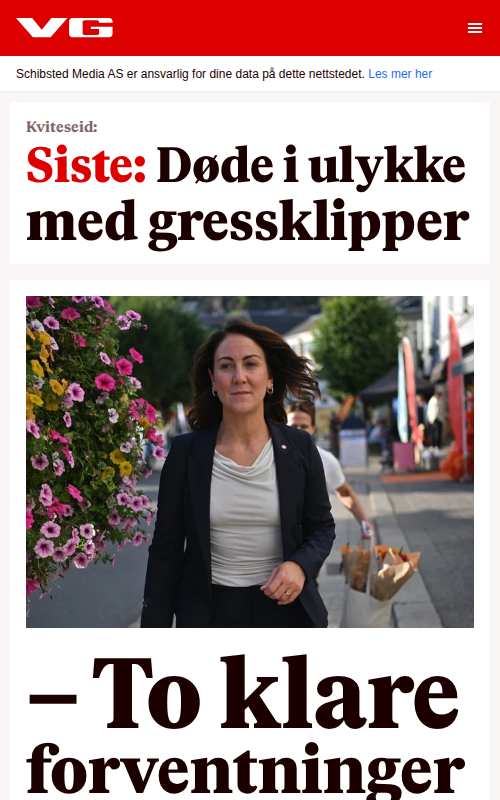 VG
Schibsted Media AS er ansvarlig for dine data på dette nettstedet. Les mer her
Kviteseid:
Siste: Døde i ulykke
med gressklipper
– To klare
forventninger